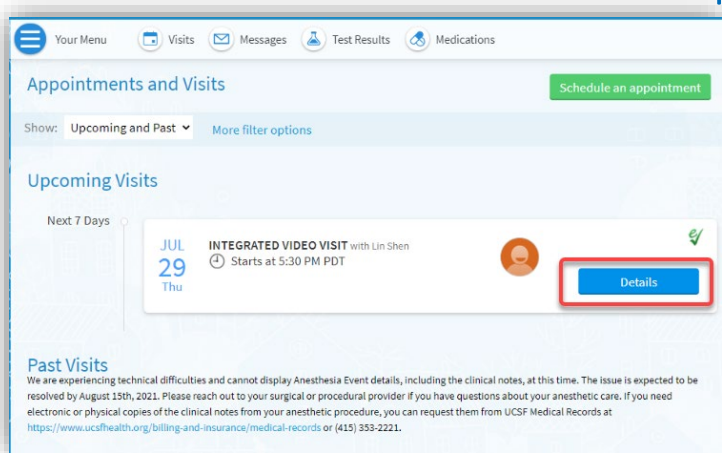 Your Menu Visits Messages Test Results Medications
Appointments and Visits
Schedule an appointment
Show: Upcoming and Past More filter options
Upcoming Visits
Next 7 Days
JUL
29
Thu
INTEGRATED VIDEO VISIT with Lin Shen
Starts at 5:30 PM PDT
Details
Past Visits
We are experiencing technical difficulties and cannot display Anesthesia Event details, including the clinical notes, at this time. The issue is expected to be
resolved by August 15th, 2021. Please reach out to your surgical or procedural provider if you have questions about your anesthetic care. If you need
electronic or physical copies of the clinical notes from your anesthetic procedure, you can request them from UCSF Medical Records at
https://www.ucsfhealth.org/billing-and-insurance/medical-records or (415) 353-2221.